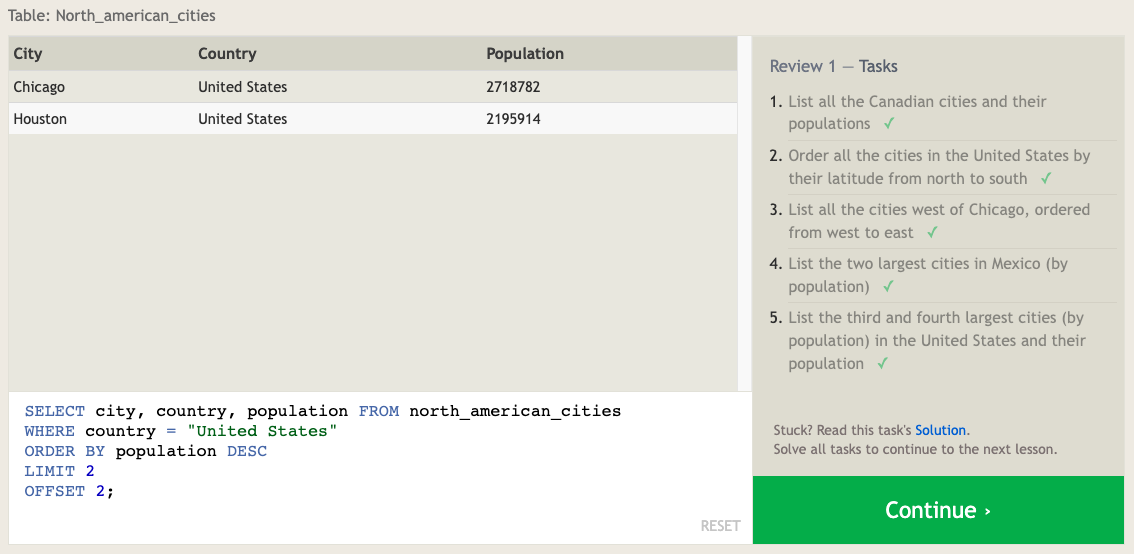 Table: North_american_cities
City Country Population
Chicago United States 2718782
Houston United States 2195914
SELECT city, country, population FROM north_american_cities
WHERE country = "United States"
ORDER BY population DESC
LIMIT 2
OFFSET 2;
RESET
Review 1 — Tasks
1. List all the Canadian cities and their
populations ✓
2. Order all the cities in the United States by
their latitude from north to south ✓
3. List all the cities west of Chicago, ordered
from west to east ✓
4. List the two largest cities in Mexico (by
population) ✓
5. List the third and fourth largest cities (by
population) in the United States and their
population ✓
Stuck? Read this task's Solution.
Solve all tasks to continue to the next lesson.
Continue ›